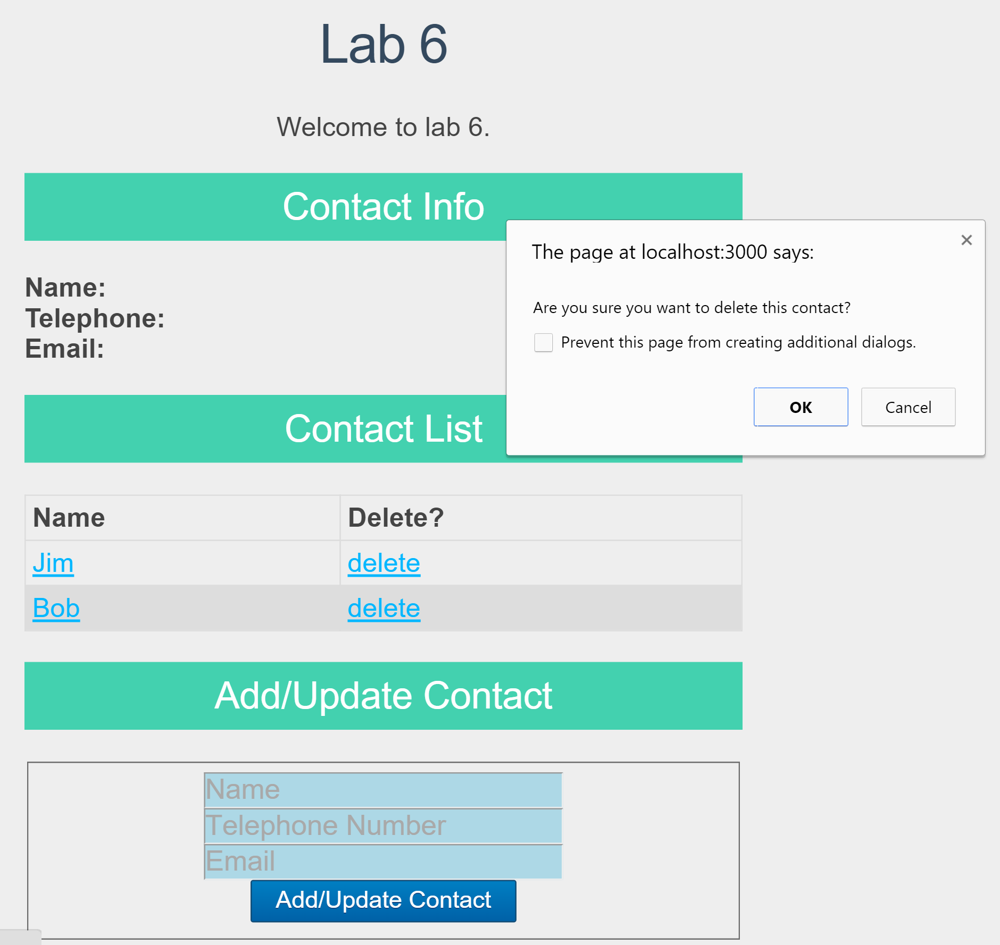 Lab 6
Welcome to lab 6.
Contact Info
Name:
Telephone:
Email:
The page at localhost:3000 says:
Are you sure you want to delete this contact?
Prevent this page from creating additional dialogs.
OK Cancel
Contact List
Name Delete?
Jim delete
Bob delete
Add/Update Contact
Name
Telephone Number
Email
Add/Update Contact